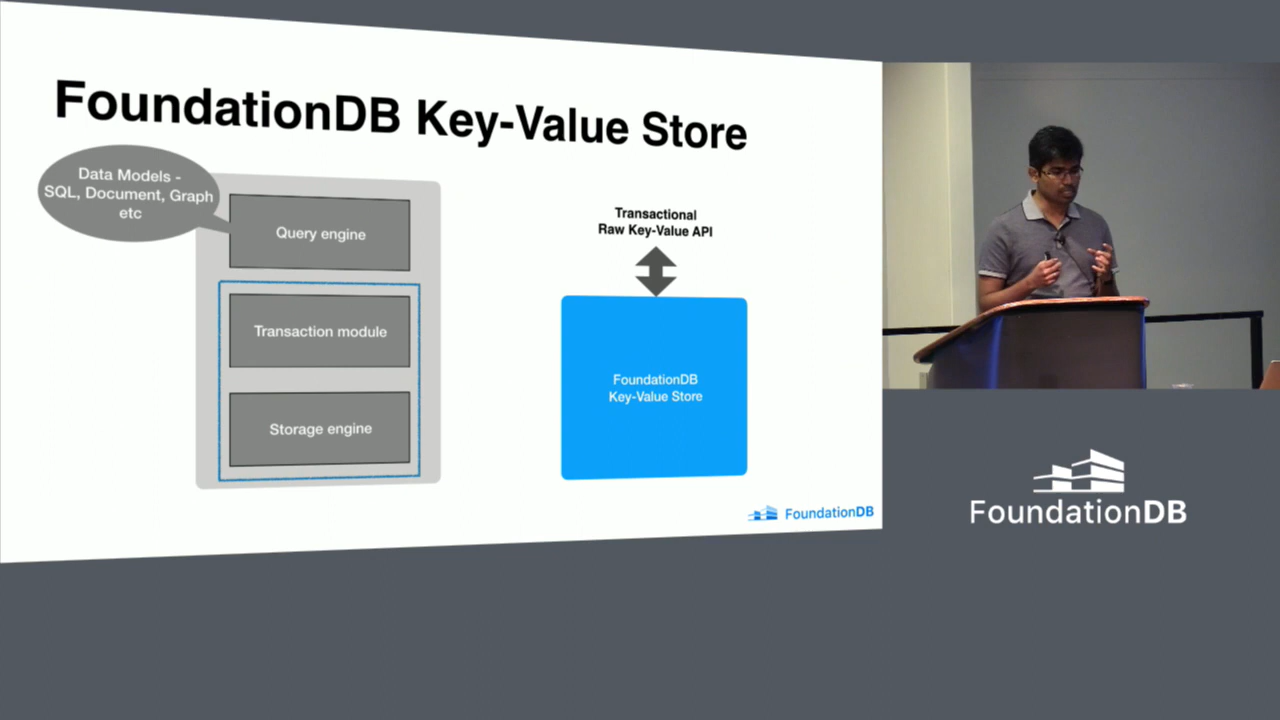 FoundationDB Key-Value Store
Data Models -
SQL, Document, Graph
etc
Query engine
Transaction module
Storage engine
Transactional
Raw Key-Value API
FoundationDB
Key-Value Store
FoundationDB
FoundationDB